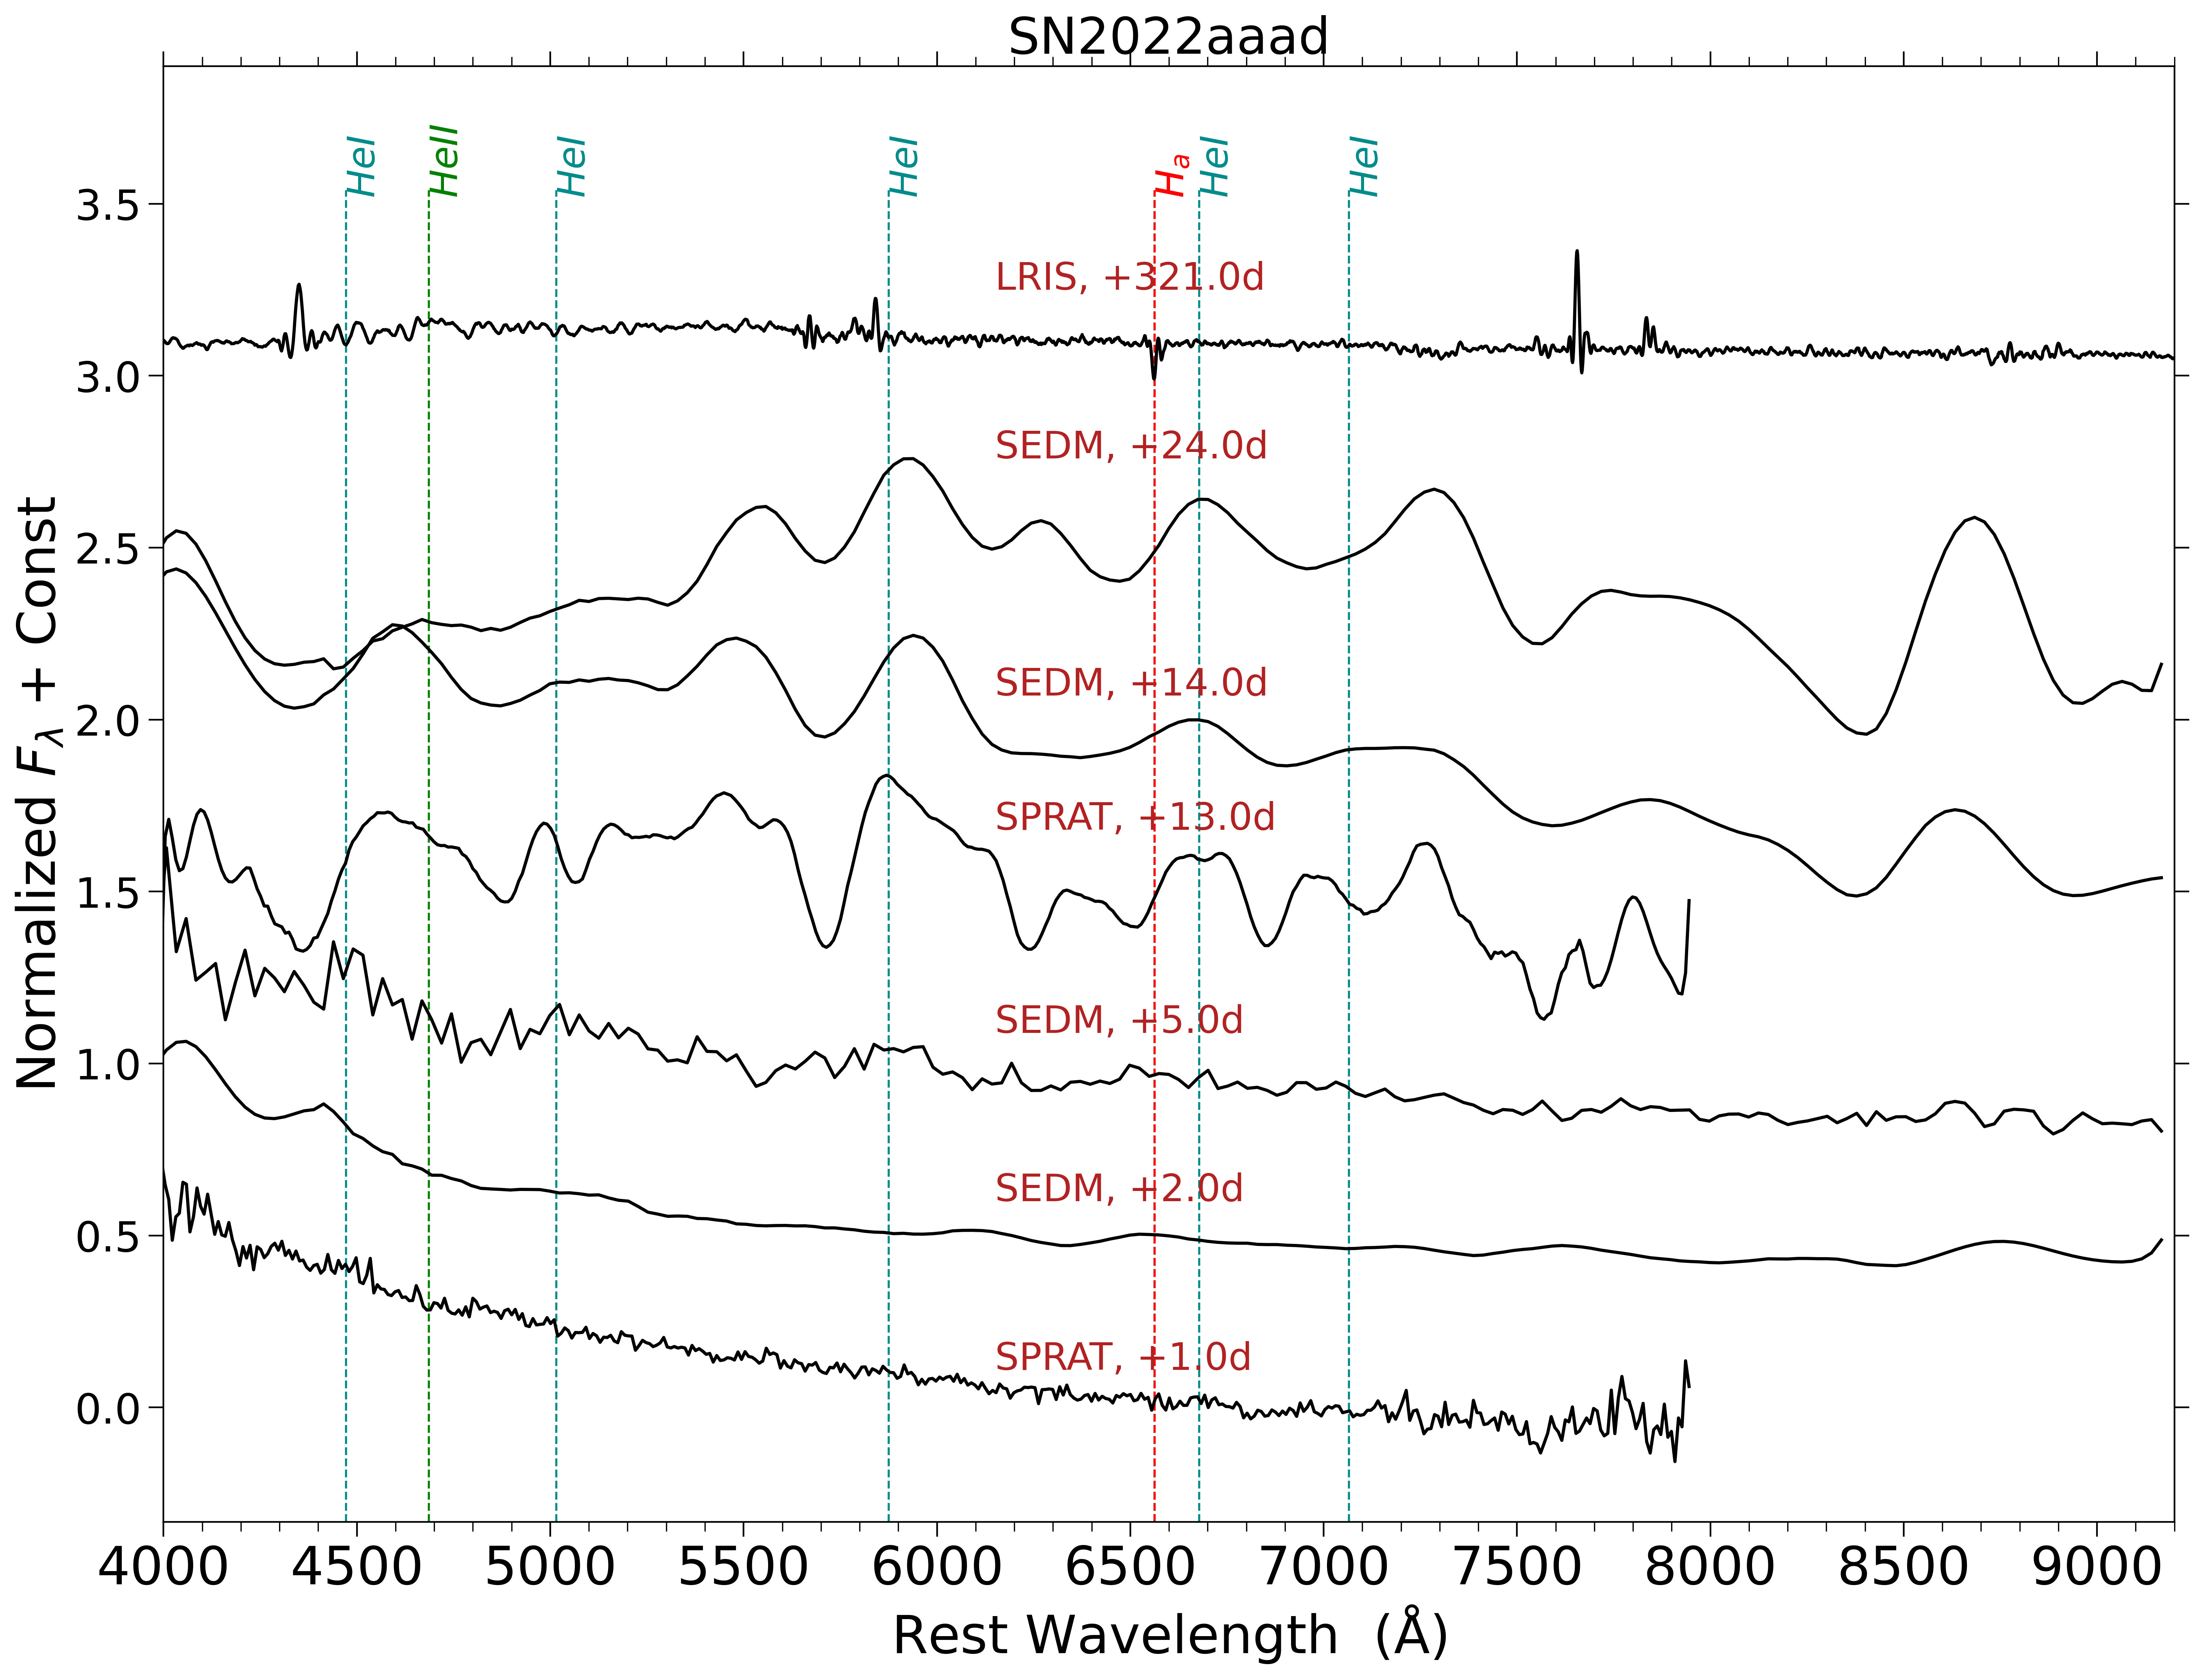 SN2022aaad
HeI
HeII
HeI
HeI
Ha
HeI
HeI
3.5
3.0
2.5
2.0
1.5
1.0
0.5
0.0
Normalized Fλ + Const
LRIS, +321.0d
SEDM, +24.0d
SEDM, +14.0d
SPRAT, +13.0d
SEDM, +5.0d
SEDM, +2.0d
SPRAT, +1.0d
4000 4500 5000 5500 6000 6500 7000 7500 8000 8500 9000
Rest Wavelength (Å)